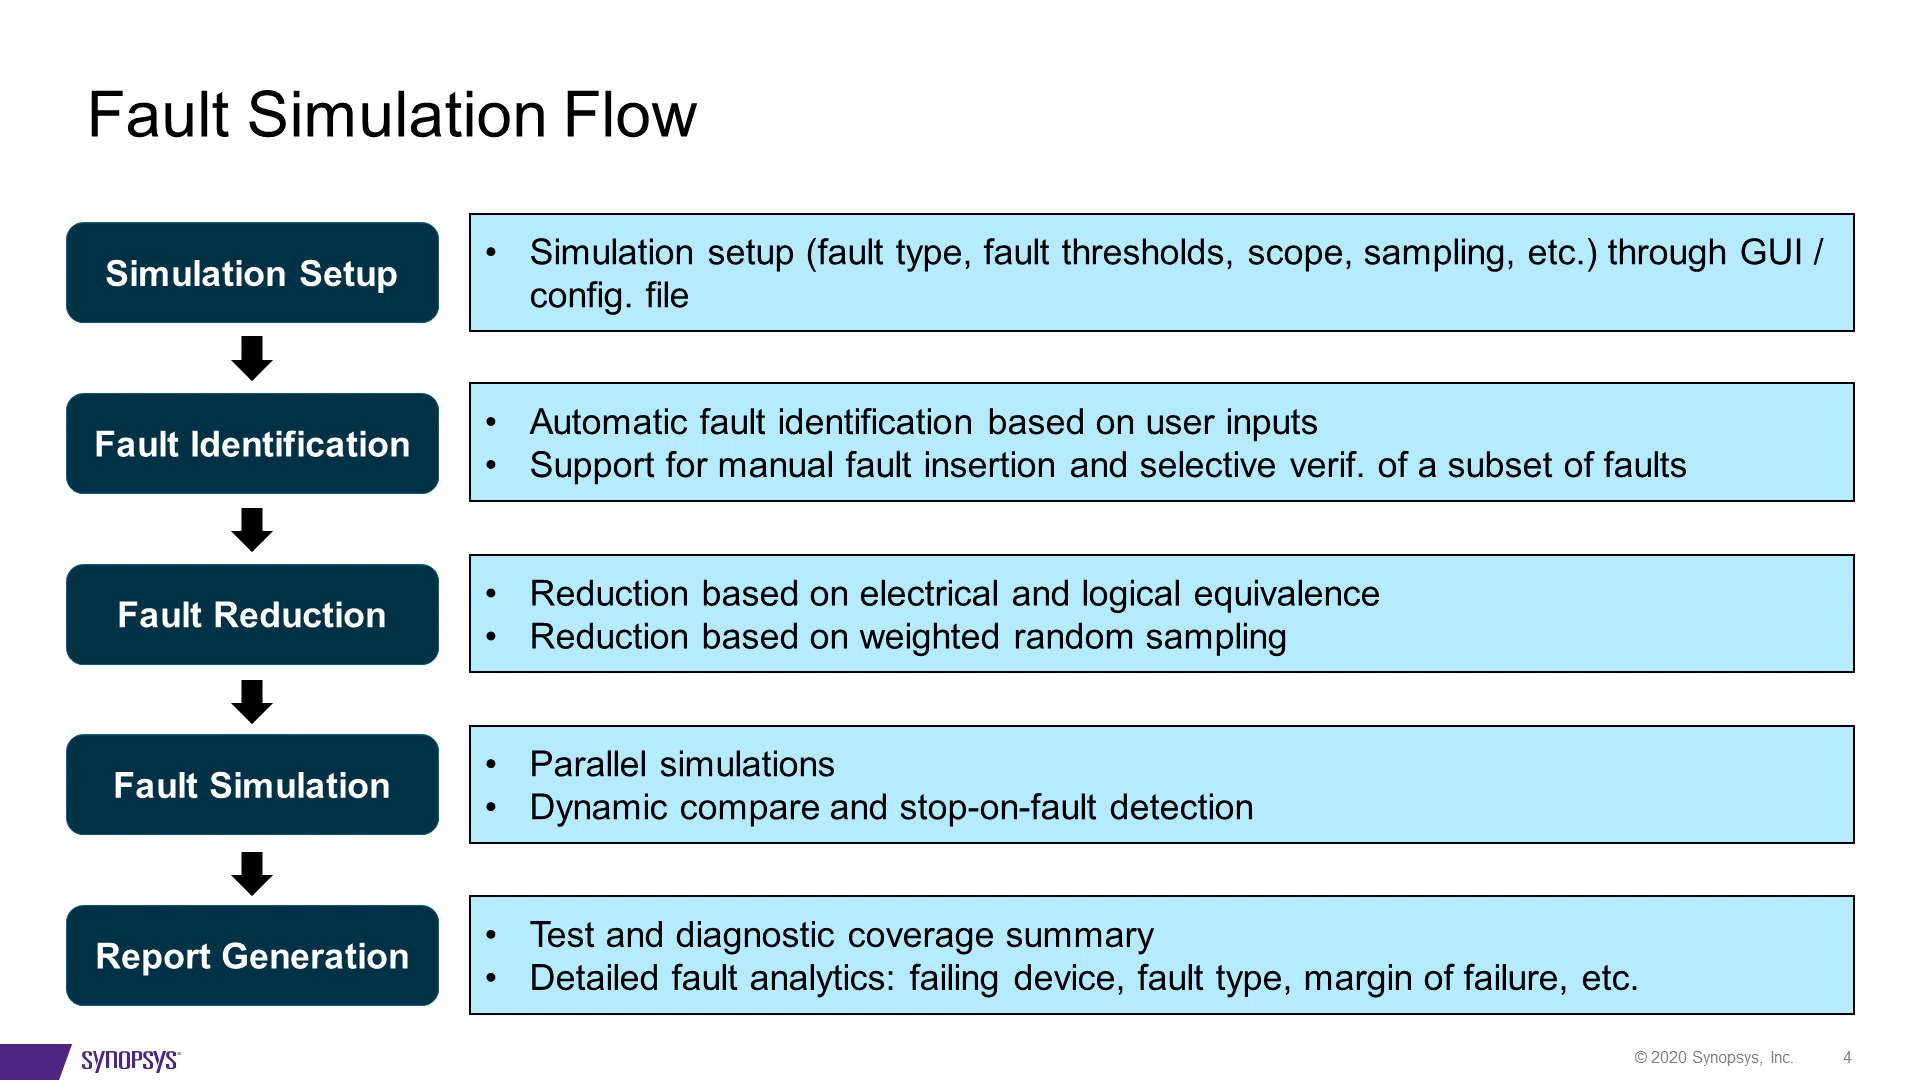 Fault Simulation Flow
Simulation Setup
• Simulation setup (fault type, fault thresholds, scope, sampling, etc.) through GUI /
config. file
Fault Identification
• Automatic fault identification based on user inputs
• Support for manual fault insertion and selective verif. of a subset of faults
Fault Reduction
• Reduction based on electrical and logical equivalence
• Reduction based on weighted random sampling
Fault Simulation
• Parallel simulations
• Dynamic compare and stop-on-fault detection
Report Generation
• Test and diagnostic coverage summary
• Detailed fault analytics: failing device, fault type, margin of failure, etc.
SYNOPSYS
© 2020 Synopsys, Inc. 4